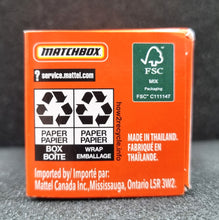 MATCHBOX
service.mattel.com
FSC
MIX
Packaging
FSC® C111147
PAPER
PAPIER
PAPER
PAPIER
BOX
BOÎTE
WRAP
EMBALLAGE
how2recycle.info
MADE IN THAILAND.
FABRIQUÉ EN
THAÏLANDE.
Imported by/ Importé par:
Mattel Canada Inc., Mississauga, Ontario L5R 3W2.